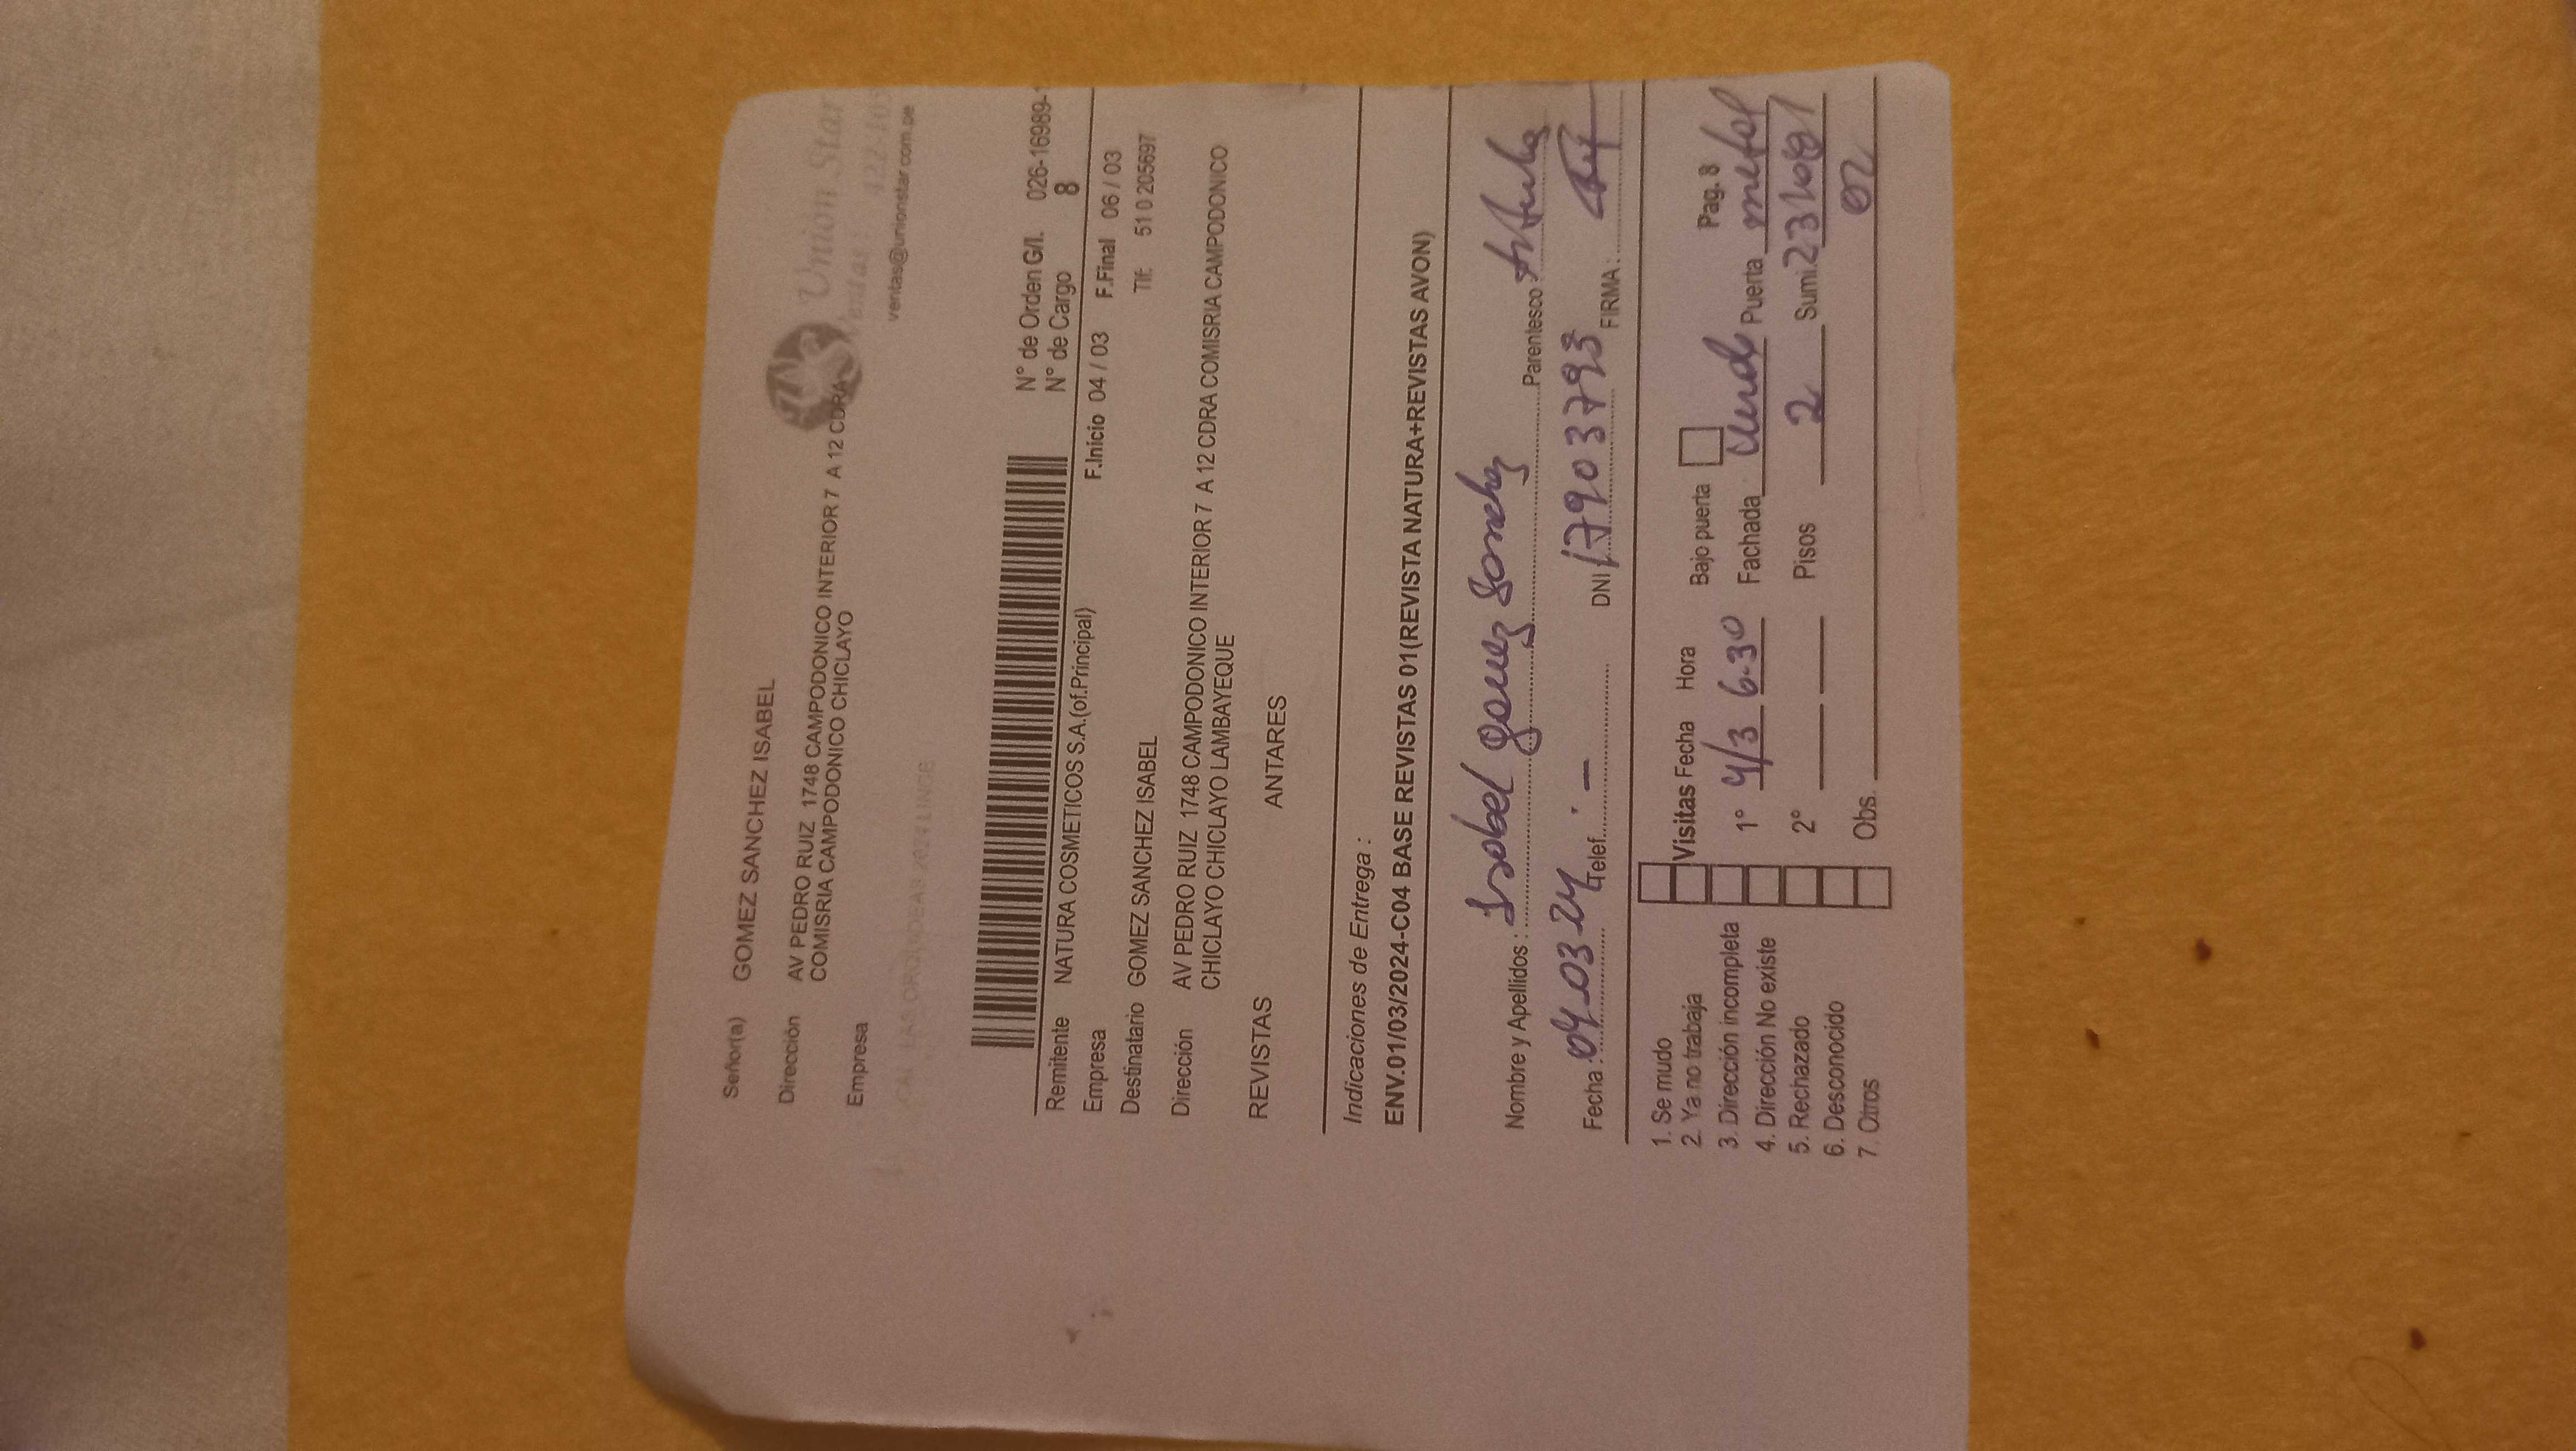 Señor(a) GOMEZ SANCHEZ ISABEL
Dirección AV PEDRO RUIZ 1748 CAMPODONICO INTERIOR 7 A 12 CDRA
COMISRIA CAMPODONICO CHICLAYO
Empresa
Union Star
Ventas
ventas@unionstar.com.pe
N° de Orden G/I. 026-16989-
N° de Cargo 8
Remitente NATURA COSMETICOS S.A.(of.Principal) F.Inicio 04 / 03 F.Final 06 / 03
Empresa
Destinatario GOMEZ SANCHEZ ISABEL 51 0 205697
Dirección AV PEDRO RUIZ 1748 CAMPODONICO INTERIOR 7 A 12 CDRA COMISRIA CAMPODONICO
CHICLAYO CHICLAYO LAMBAYEQUE
REVISTAS ANTARES
Indicaciones de Entrega :
ENV.01/03/2024-C04 BASE REVISTAS 01(REVISTA NATURA+REVISTAS AVON)
Nombre y Apellidos : Isabel Gomez Sanchez Parentesco : titular
Fecha : 04-03-24 Telef. - DNI 17903793 FIRMA :
1. Se mudo
2. Ya no trabaja
3. Dirección incompleta
4. Dirección No existe
5. Rechazado
6. Desconocido
7. Otros
Visitas Fecha Hora Bajo puerta Pag. 8
1° 4/3 6-30 Fachada Puerta metal
2° Pisos 2 Sumi.
Obs.